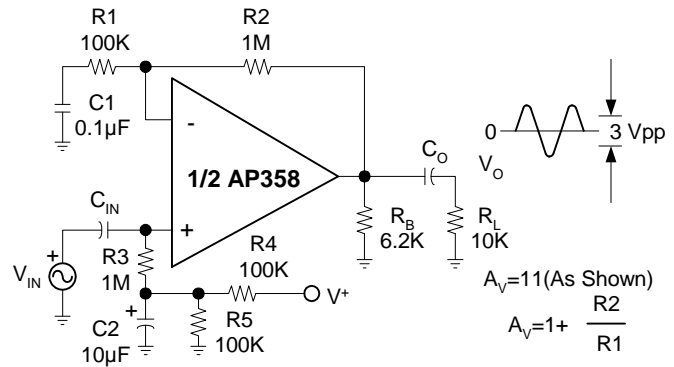 R1
100K
R2
1M
C1
0.1µF
-
1/2 AP358
+
C_IN
V_IN
+
R3
1M
R4
100K
V+
R5
100K
+
C2
10µF
R_B
6.2K
C_O
R_L
10K
0
V_O
3 Vpp
A_V=11(As Shown)
A_V=1+ R2
R1